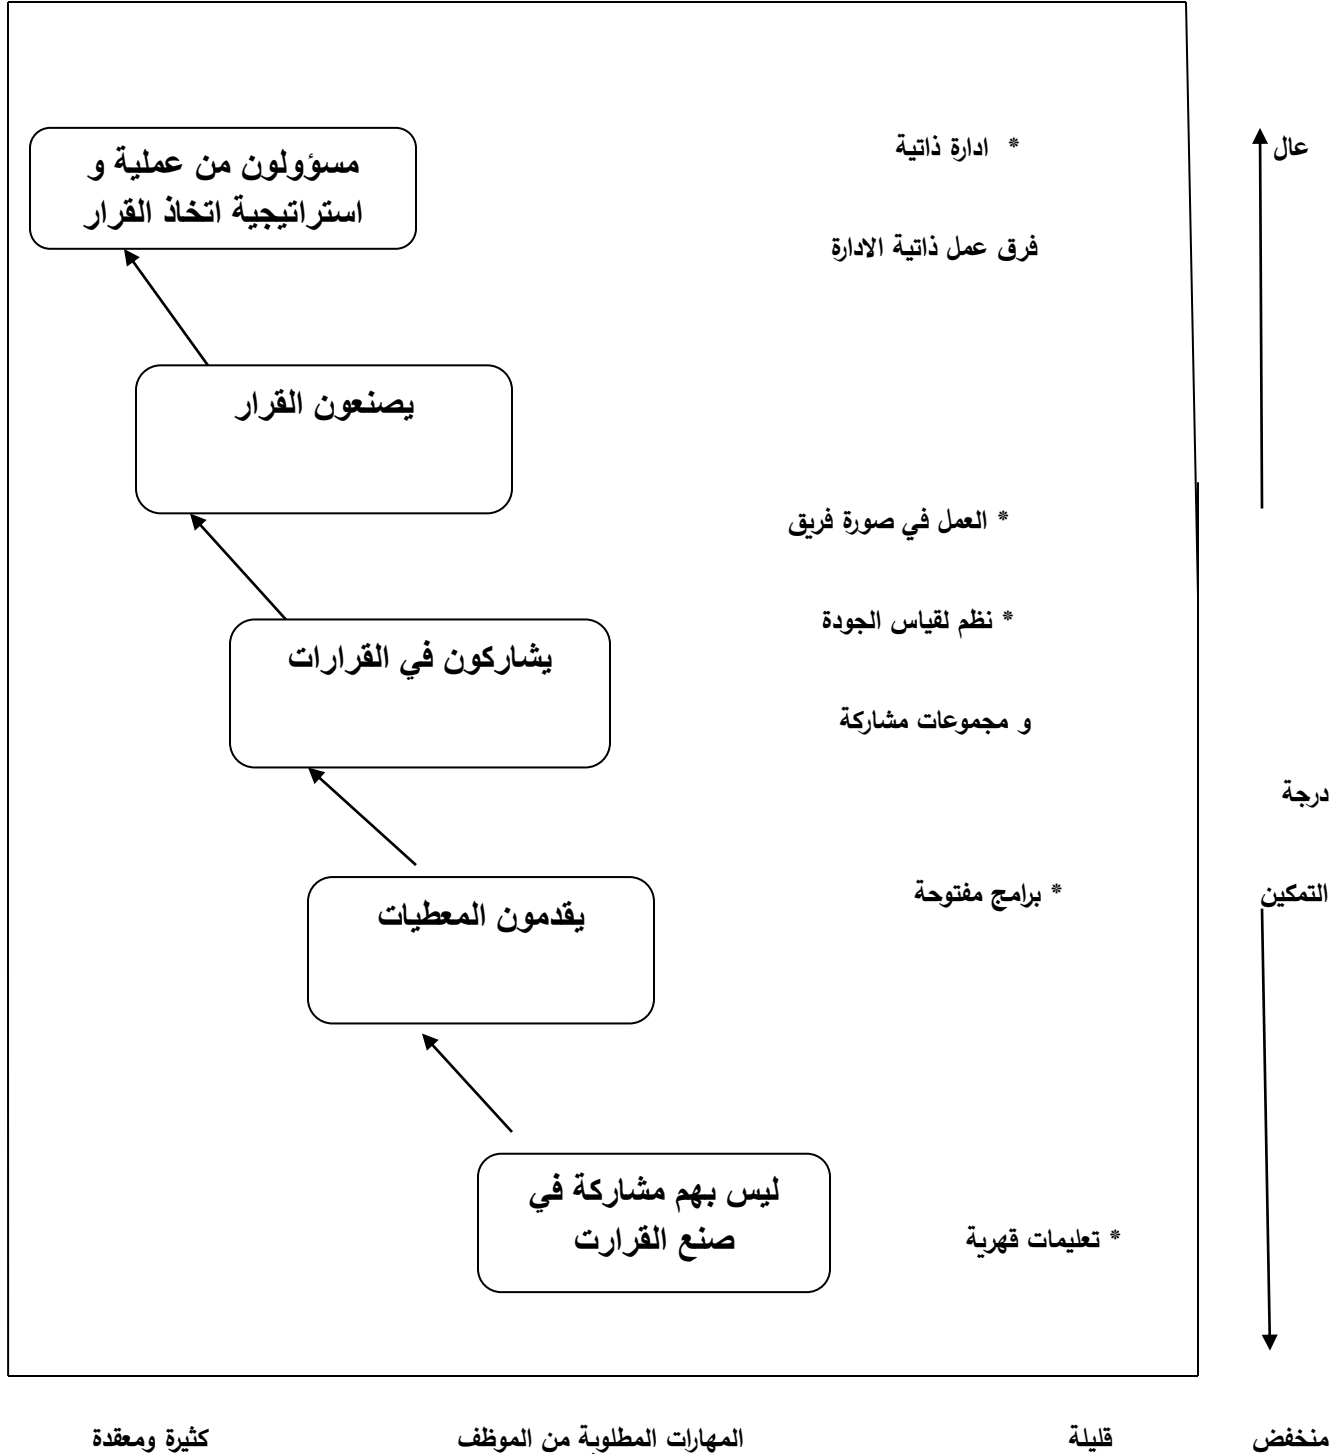 عال
* ادارة ذاتية
مسؤولون من عملية و
استراتيجية اتخاذ القرار
فرق عمل ذاتية الادارة
يصنعون القرار
* العمل في صورة فريق
* نظم لقياس الجودة
يشاركون في القرارات
و مجموعات مشاركة
درجة
التمكين
* برامج مفتوحة
يقدمون المعطيات
ليس بهم مشاركة في
صنع القرارت
* تعليمات قهرية
منخفض
قليلة
المهارات المطلوبة من الموظف
كثيرة ومعقدة